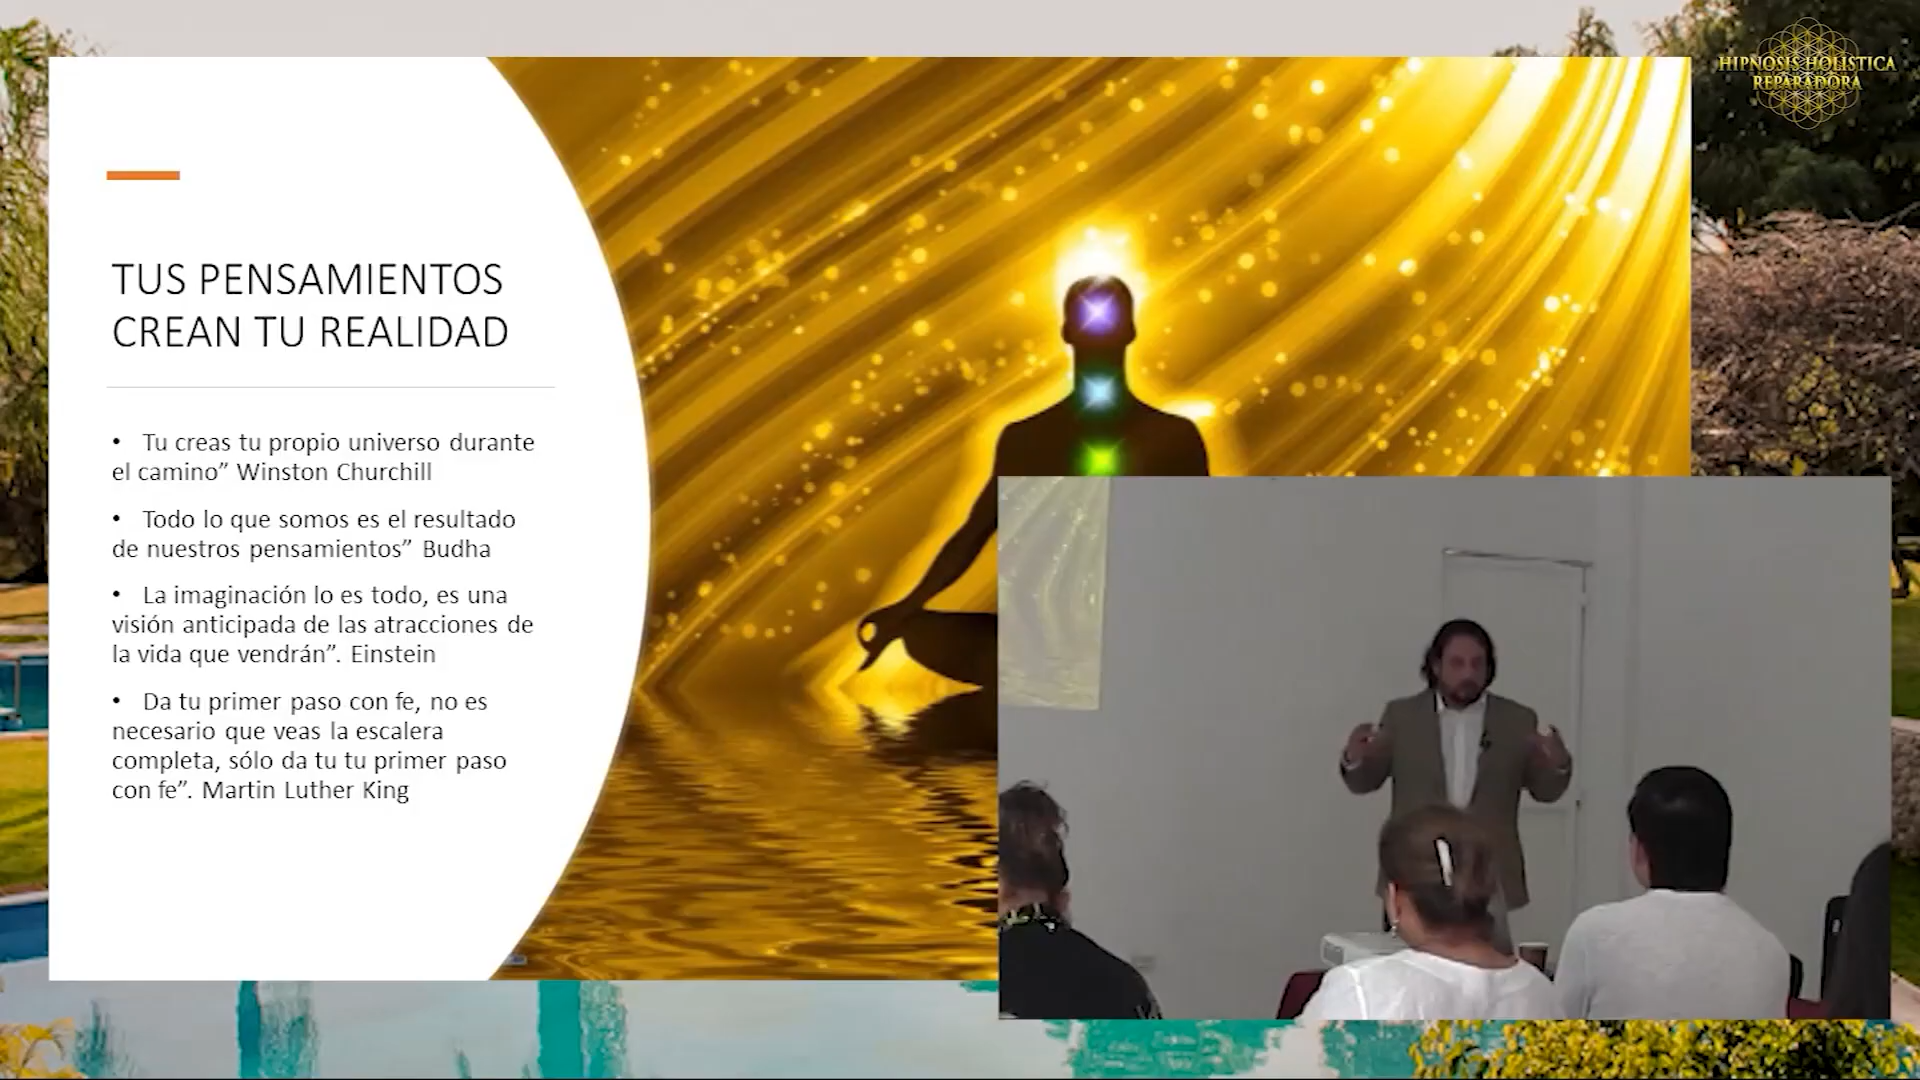 HIPNOSIS HOLISTICA
REPARADORA
TUS PENSAMIENTOS
CREAN TU REALIDAD
• Tu creas tu propio universo durante
el camino” Winston Churchill
• Todo lo que somos es el resultado
de nuestros pensamientos” Budha
• La imaginación lo es todo, es una
visión anticipada de las atracciones de
la vida que vendrán”. Einstein
• Da tu primer paso con fe, no es
necesario que veas la escalera
completa, sólo da tu tu primer paso
con fe”. Martin Luther King